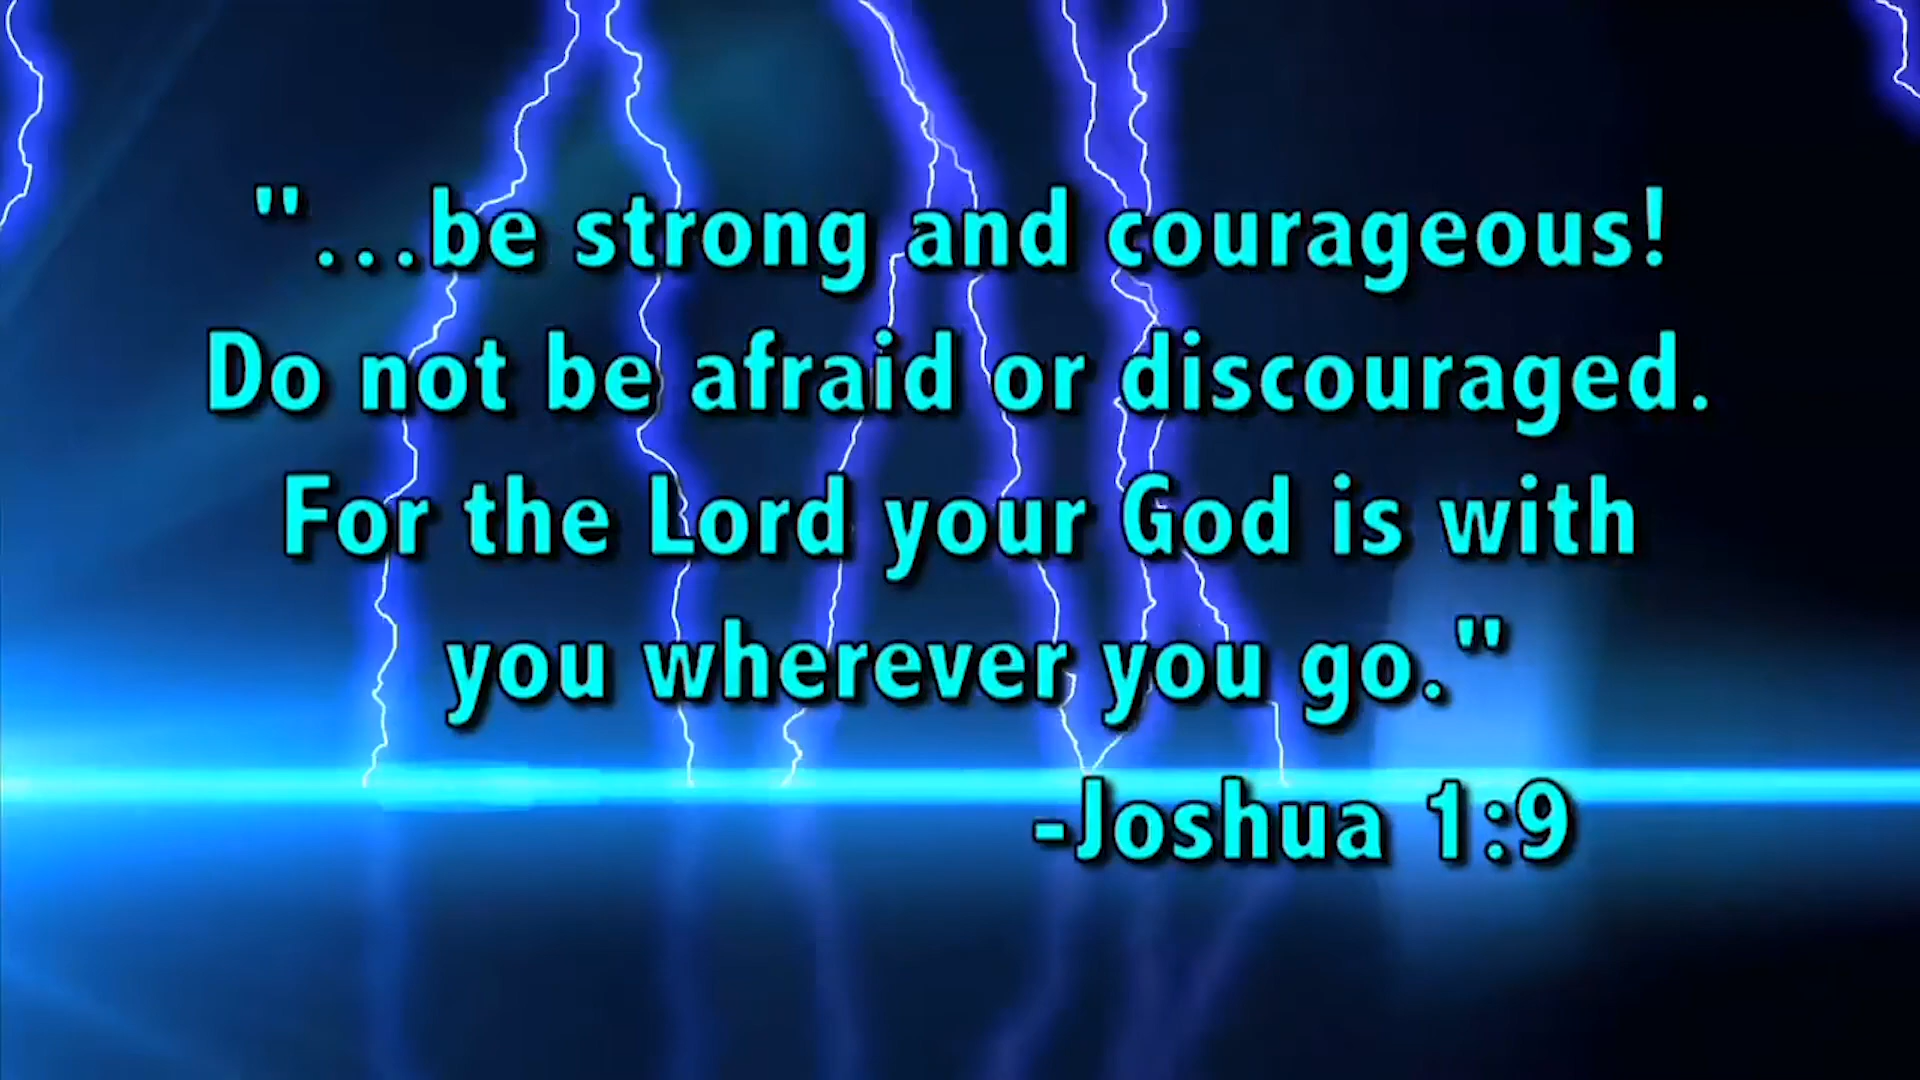 "...be strong and courageous!
Do not be afraid or discouraged.
For the Lord your God is with
you wherever you go."
-Joshua 1:9